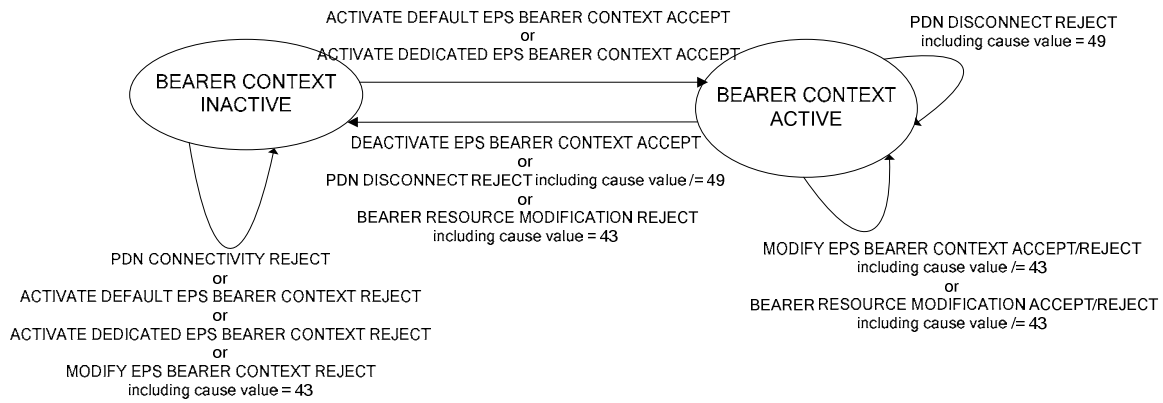 ACTIVATE DEFAULT EPS BEARER CONTEXT ACCEPT
or
ACTIVATE DEDICATED EPS BEARER CONTEXT ACCEPT
PDN DISCONNECT REJECT
including cause value = 49
BEARER CONTEXT
INACTIVE
BEARER CONTEXT
ACTIVE
DEACTIVATE EPS BEARER CONTEXT ACCEPT
or
PDN DISCONNECT REJECT including cause value /= 49
or
BEARER RESOURCE MODIFICATION REJECT
including cause value = 43
PDN CONNECTIVITY REJECT
or
ACTIVATE DEFAULT EPS BEARER CONTEXT REJECT
or
ACTIVATE DEDICATED EPS BEARER CONTEXT REJECT
or
MODIFY EPS BEARER CONTEXT REJECT
including cause value = 43
MODIFY EPS BEARER CONTEXT ACCEPT/REJECT
including cause value /= 43
or
BEARER RESOURCE MODIFICATION ACCEPT/REJECT
including cause value /= 43